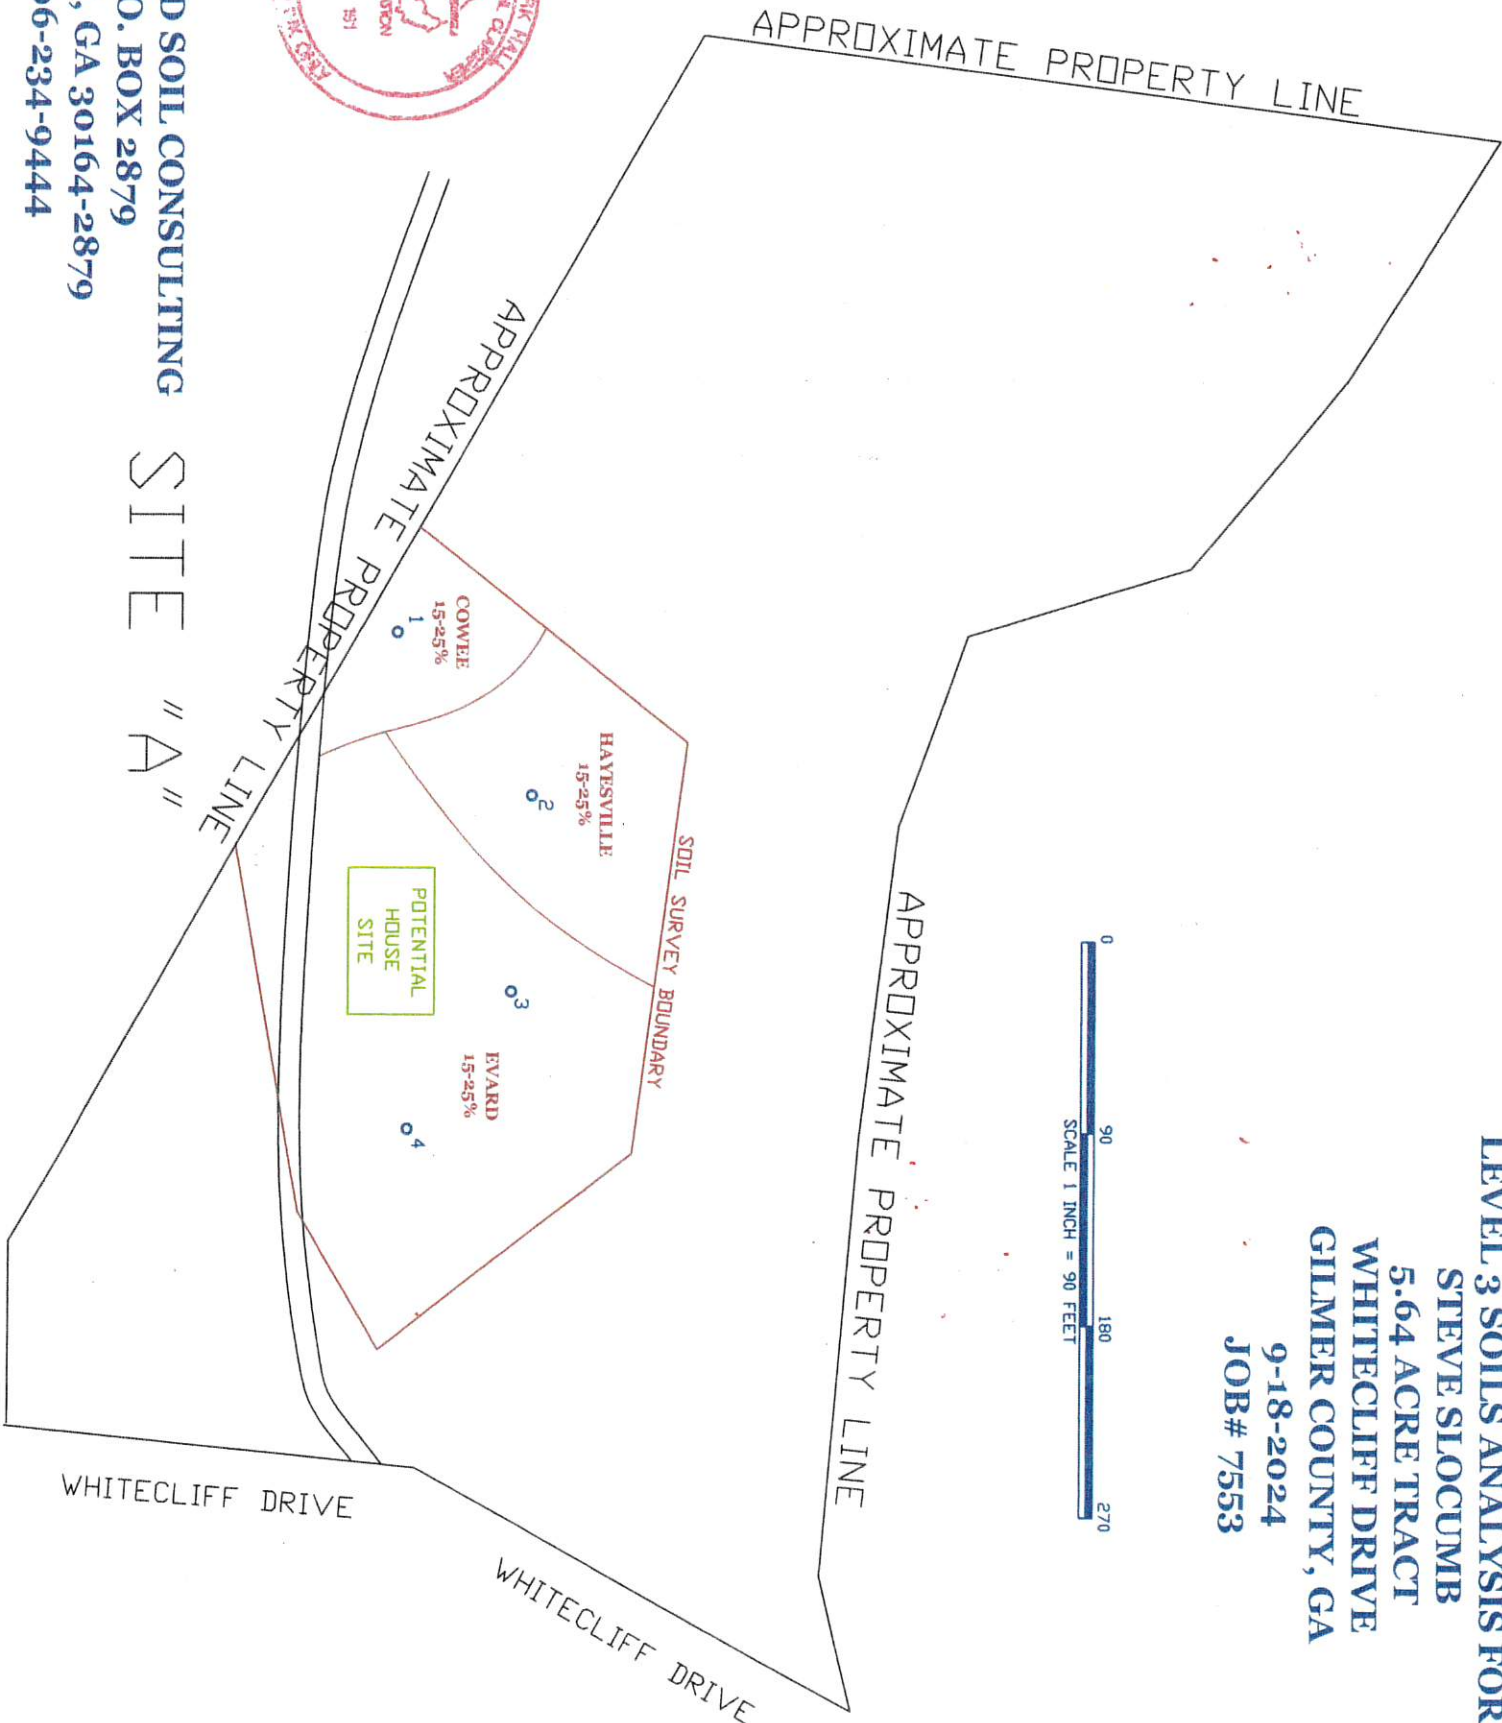 LEVEL 3 SOILS ANALYSIS FOR
STEVE SLOCUMB
5.64 ACRE TRACT
WHITECLIFF DRIVE
GILMER COUNTY, GA
9-18-2024
JOB# 7553
0 90 180 270
SCALE 1 INCH = 90 FEET
APPROXIMATE PROPERTY LINE
APPROXIMATE PROPERTY LINE
SOIL SURVEY BOUNDARY
HAYESVILLE
15-25%
2
COWEE
15-25%
1
3
EVARD
15-25%
4
POTENTIAL
HOUSE
SITE
APPROXIMATE PROPERTY LINE
WHITECLIFF DRIVE
WHITECLIFF DRIVE
SITE "A"
SOIL CONSULTING
BOX 2879
, GA 30164-2879
6-234-9444
HALL